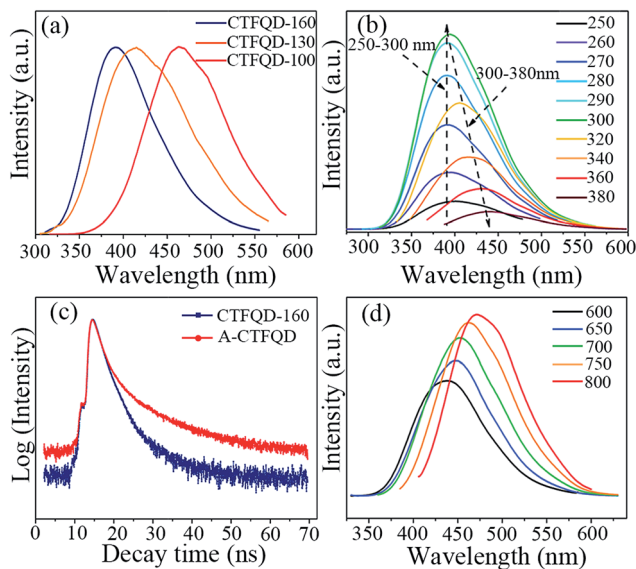 (a)
CTFQD-160
CTFQD-130
CTFQD-100
Intensity (a.u.)
300 350 400 450 500 550 600
Wavelength (nm)
(b)
250-300 nm
300-380nm
250
260
270
280
290
300
320
340
360
380
Intensity (a.u.)
300 350 400 450 500 550 600
Wavelength (nm)
(c)
CTFQD-160
A-CTFQD
Log (Intensity)
0 10 20 30 40 50 60 70
Decay time (ns)
(d)
600
650
700
750
800
Intensity (a.u.)
350 400 450 500 550 600
Wavelength (nm)